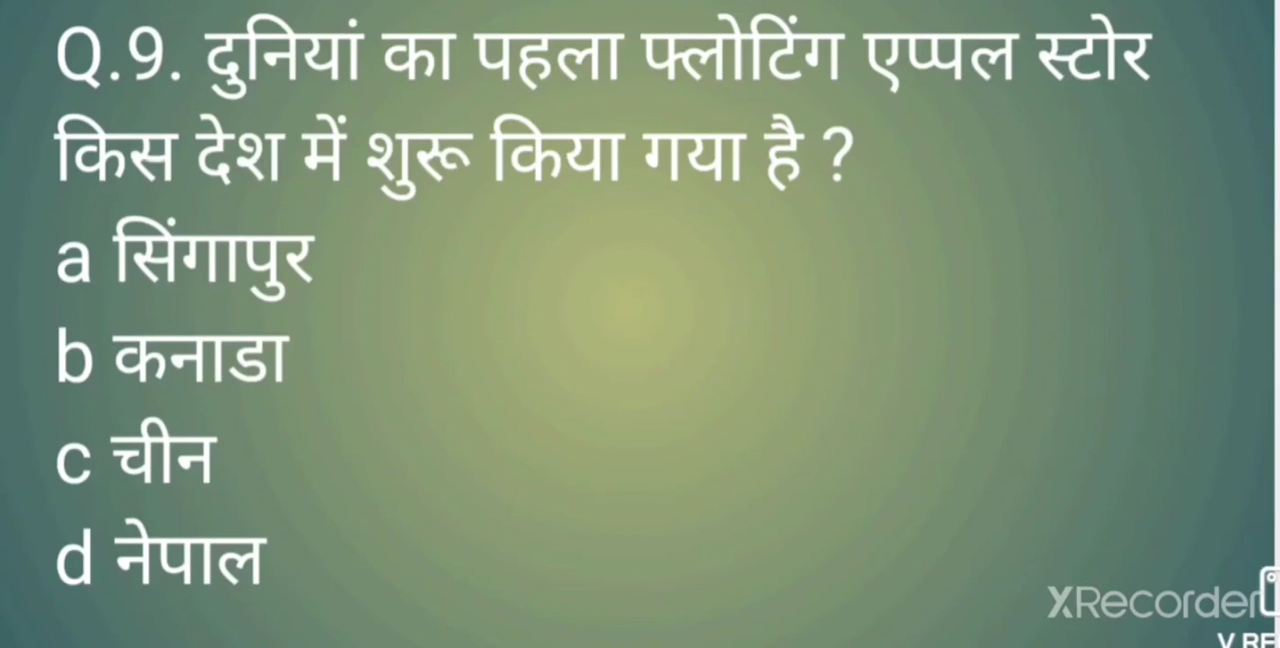 Q.9. दुनियां का पहला फ्लोटिंग एप्पल स्टोर
किस देश में शुरू किया गया है ?
a सिंगापुर
b कनाडा
c चीन
d नेपाल
XRecorder